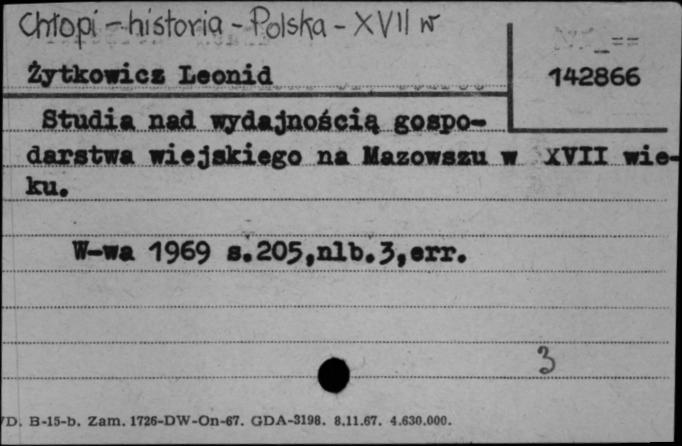 Chłopi - historia - Polska - XVII w
Żytkowicz Leonid
142866
Studia nad wydajnością gospo-
darstwa wiejskiego na Mazowszu w XVII wie-
ku.
W-wa 1969 s.205,nlb.3,err.
3
/D. B-15-b. Zam. 1726-DW-On-67. GDA-3198. 8.11.67. 4.630.000.